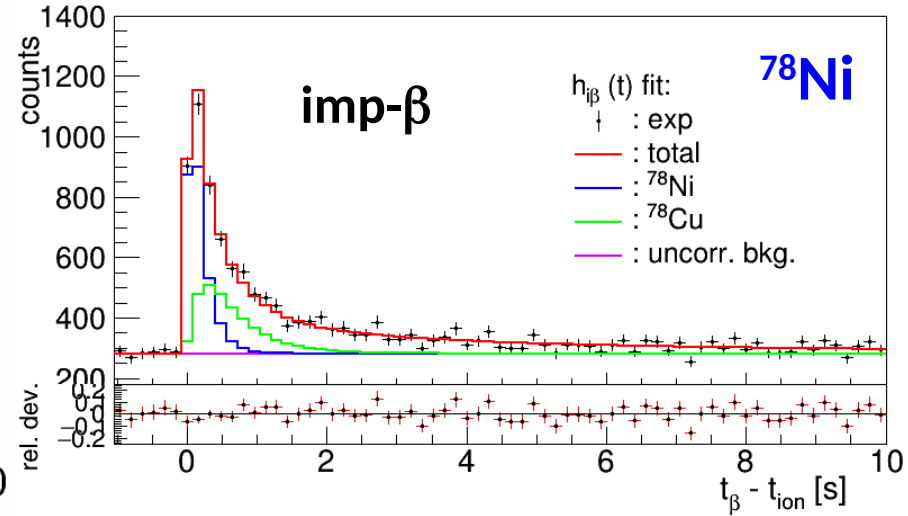 1400
1200
1000
800
600
400
200
counts
imp-β
⁷⁸Ni
h_iβ (t) fit:
: exp
: total
: ⁷⁸Ni
: ⁷⁸Cu
: uncorr. bkg.
rel. dev.
0.2
0.0
−0.2
0 2 4 6 8 10
t_β - t_ion [s]
0